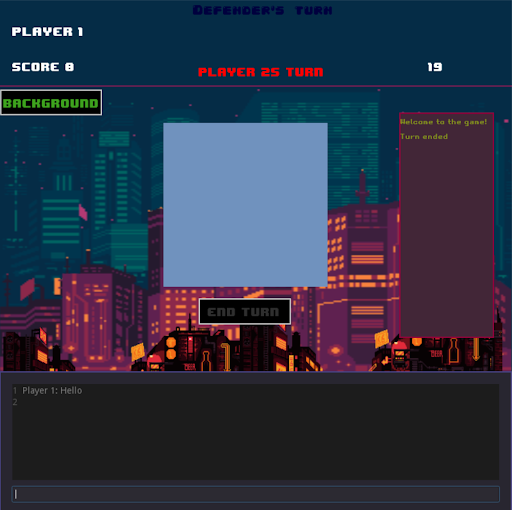 Defender's turn
PLAYER 1
SCORE 0
PLAYER 2S TURN
19
BACKGROUND
Welcome to the game!
Turn ended
END TURN
1 Player 1: Hello
2